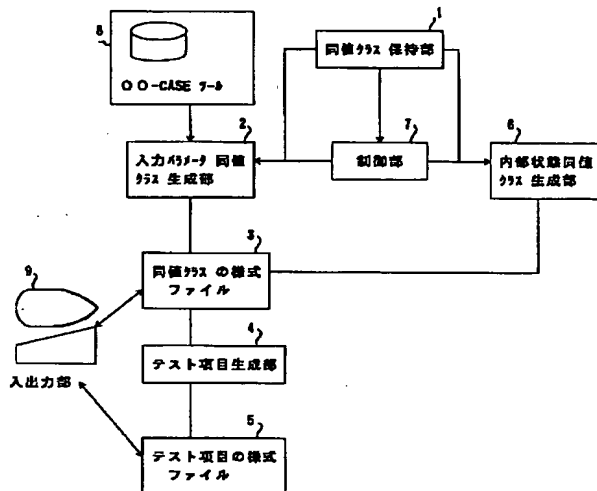 8
OO-CASE ツール
1
同値クラス 保持部
2
入力パラメータ 同値
クラス 生成部
7
制御部
6
内部状態同値
クラス 生成部
3
同値クラス の様式
ファイル
9
入出力部
4
テスト項目生成部
5
テスト項目の様式
ファイル